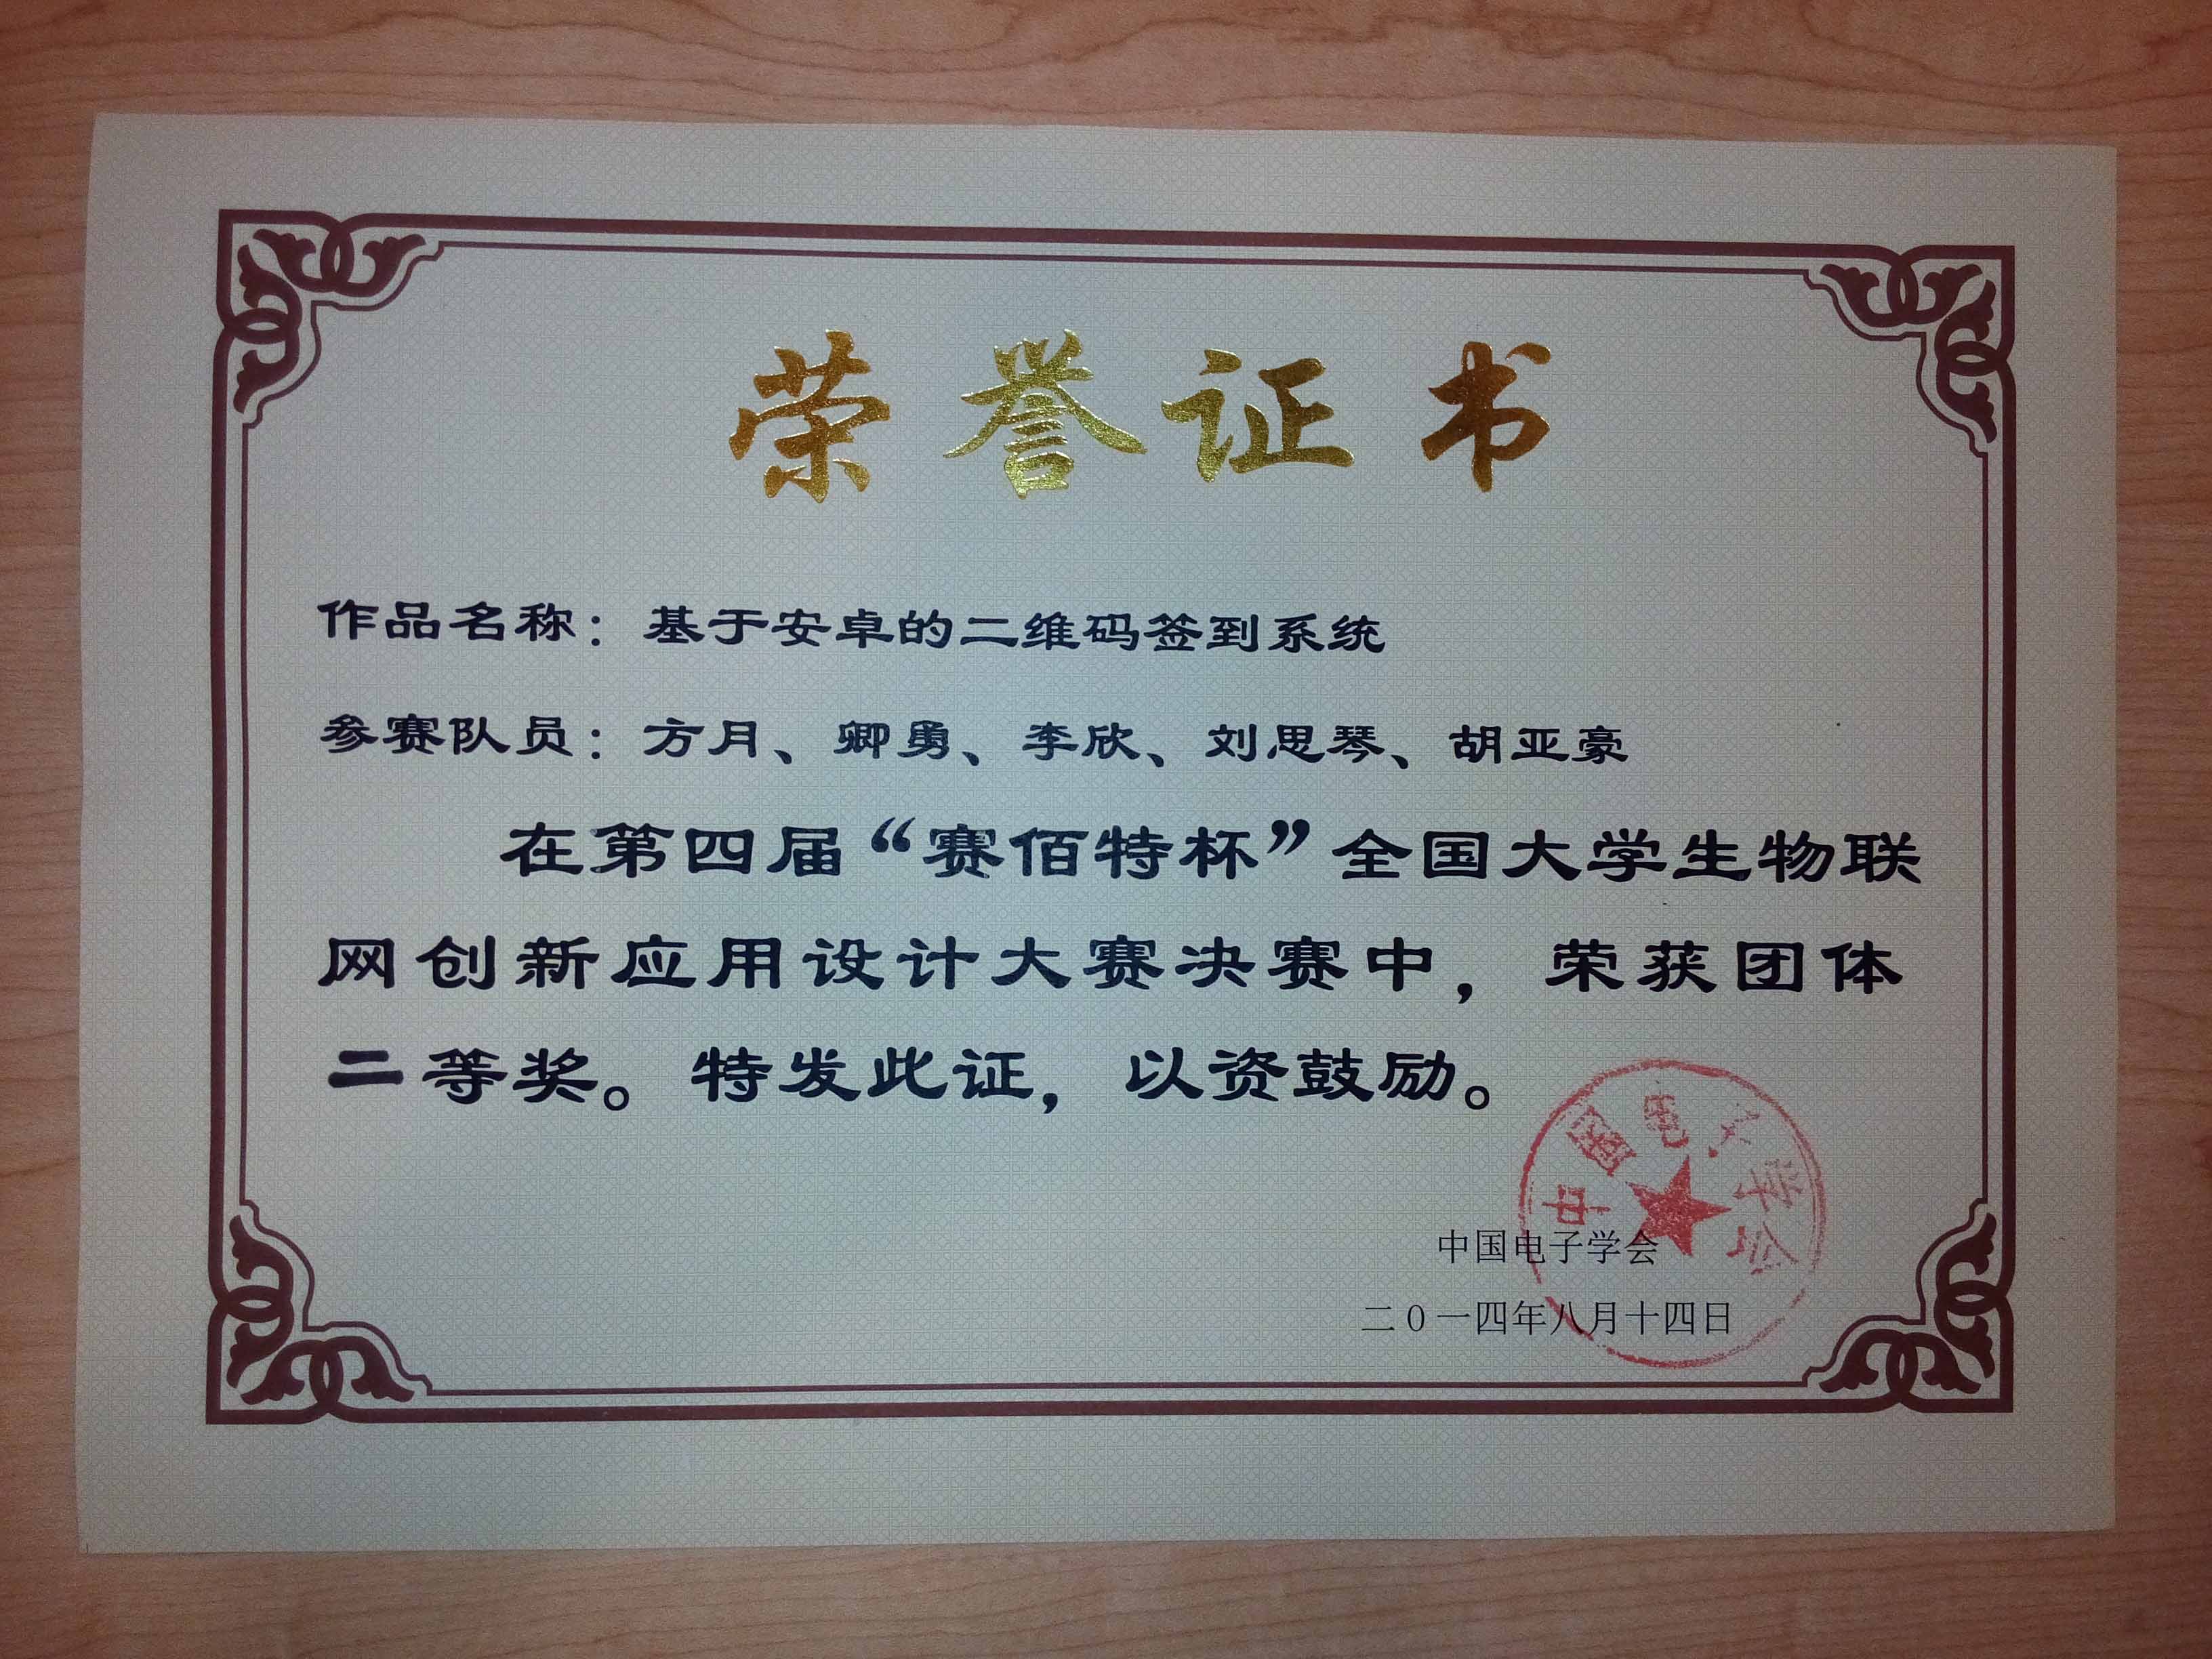 荣誉证书
作品名称：基于安卓的二维码签到系统
参赛队员：方月、卿勇、李欣、刘思琴、胡亚豪
在第四届“赛佰特杯”全国大学生物联
网创新应用设计大赛决赛中，荣获团体
二等奖。特发此证，以资鼓励。
中国电子学会
中国电子学会
二０一四年八月十四日